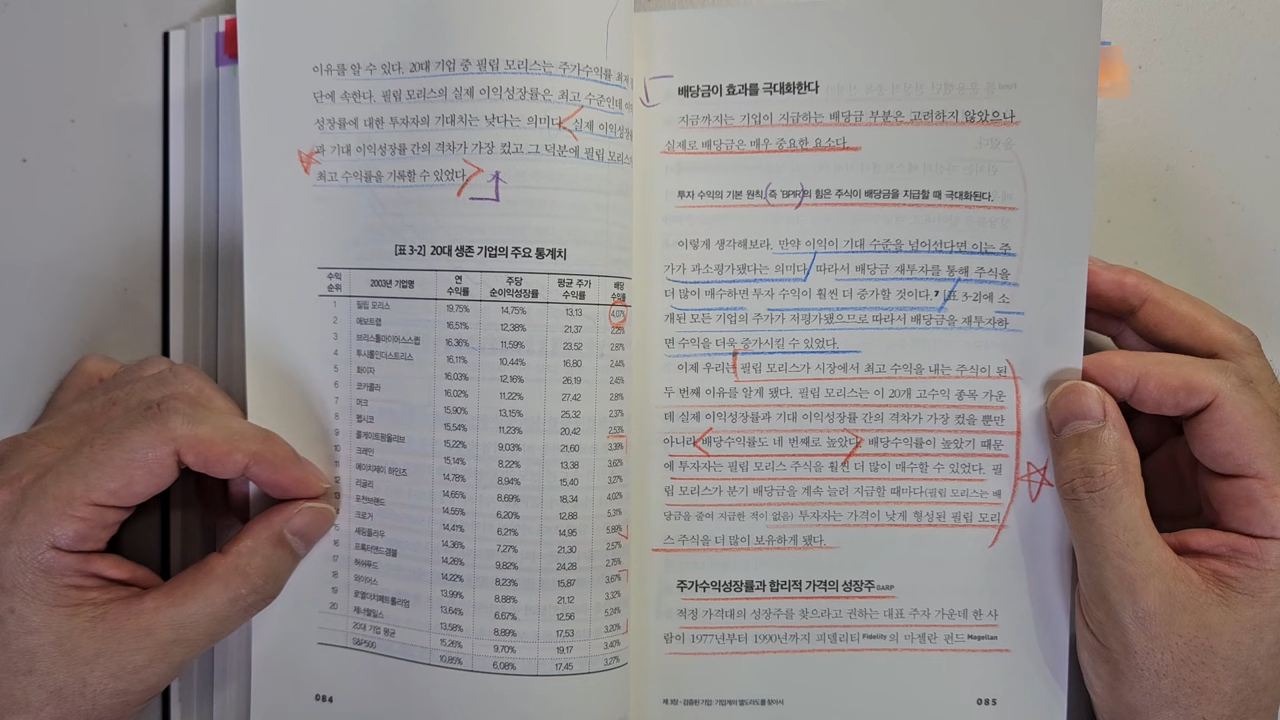 이유를 알 수 있다. 20대 기업 중 필립 모리스는 주가수익률 최저
단에 속한다. 필립 모리스의 실제 이익성장률은 최고 수준인데
성장률에 대한 투자자의 기대치는 낮다는 의미다. 실제 이익성장률
과 기대 이익성장률 간의 격차가 가장 컸고 그 덕분에 필립 모리스
최고 수익률을 기록할 수 있었다.
[표 3-2] 20대 생존 기업의 주요 통계치
수익 순위 2003년 기업명 연 수익률 주당 순이익성장률 평균 주가 수익률 배당 수익률
1 필립 모리스 19.75% 14.75% 13.13 4.07%
2 애보트랩 16.51% 12.38% 21.37 2.25%
3 브리스톨마이어스스큅 16.36% 11.59% 23.52 2.87%
4 투시롤인더스트리스 16.11% 10.44% 16.80 2.44%
5 화이자 16.03% 12.16% 26.19 2.45%
6 코카콜라 16.02% 11.22% 27.42 2.8%
7 머크 15.90% 13.15% 25.32 2.37%
8 펩시코 15.54% 11.23% 20.42 2.53%
9 콜게이트팜올리브 15.22% 9.03% 21.60 3.39%
10 크레인 15.14% 8.22% 13.38 3.62%
11 에이치제이 하인즈 14.78% 8.94% 15.40 3.27%
12 리글리 14.65% 8.69% 18.34 4.02%
13 포천브랜드 14.55% 6.20% 12.88 5.31%
14 크로거 14.41% 6.21% 14.95 5.89%
15 셰링플라우 14.36% 7.27% 21.30 2.57%
16 프록터앤드갬블 14.26% 9.82% 24.28 2.75%
17 허쉬푸드 14.22% 8.23% 15.87 3.67%
18 와이어스 13.99% 8.88% 21.12 3.32%
19 로열더치페트롤리엄 13.64% 6.67% 12.56 5.24%
20 제너럴밀스 13.58% 8.89% 17.53 3.20%
20대 기업 평균 15.26% 9.70% 19.17 3.40%
S&P500 10.85% 6.08% 17.45 3.27%
084
배당금이 효과를 극대화한다
지금까지는 기업이 지급하는 배당금 부분은 고려하지 않았으나
실제로 배당금은 매우 중요한 요소다.
투자 수익의 기본 원칙, 즉 'BPIR'의 힘은 주식이 배당금을 지급할 때 극대화된다.
이렇게 생각해보라. 만약 이익이 기대 수준을 넘어선다면 이는 주
가가 과소평가됐다는 의미다. 따라서 배당금 재투자를 통해 주식을
더 많이 매수하면 투자 수익이 훨씬 더 증가할 것이다.7 [표 3-2]에 소
개된 모든 기업의 주가가 저평가됐으므로 따라서 배당금을 재투자하
면 수익을 더욱 증가시킬 수 있었다.
이제 우리는 필립 모리스가 시장에서 최고 수익을 내는 주식이 된
두 번째 이유를 알게 됐다. 필립 모리스는 이 20개 고수익 종목 가운
데 실제 이익성장률과 기대 이익성장률 간의 격차가 가장 컸을 뿐만
아니라 배당수익률도 네 번째로 높았다. 배당수익률이 높았기 때문
에 투자자는 필립 모리스 주식을 훨씬 더 많이 매수할 수 있었다. 필
립 모리스가 분기 배당금을 계속 늘려 지급할 때마다(필립 모리스는 배
당금을 줄여 지급한 적이 없음) 투자자는 가격이 낮게 형성된 필립 모리
스 주식을 더 많이 보유하게 됐다.
주가수익성장률과 합리적 가격의 성장주 GARP
적정 가격대의 성장주를 찾으라고 권하는 대표 주자 가운데 한 사
람이 1977년부터 1990년까지 피델리티Fidelity의 마젤란 펀드Magellan
제 3장 - 검증된 기업: 기업계의 엘도라도를 찾아서
085